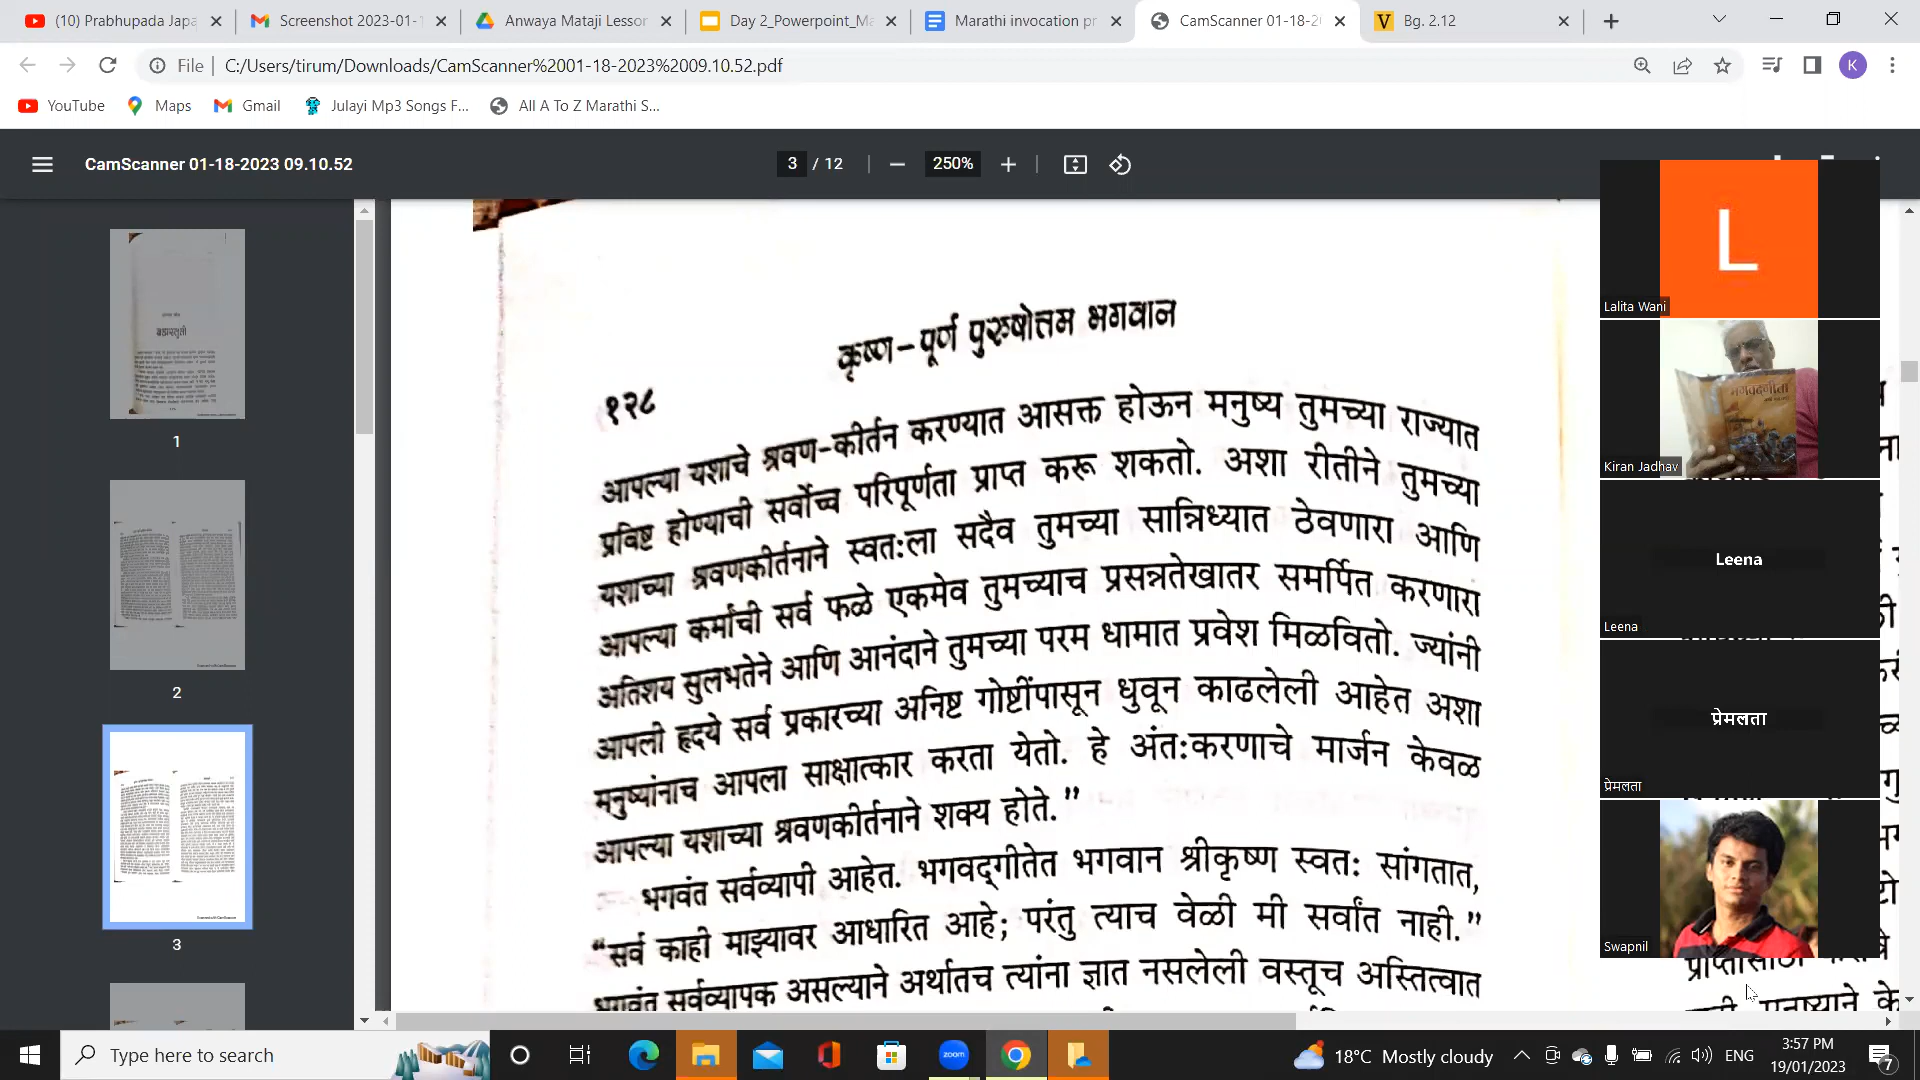 (10) Prabhupada Japa
Screenshot 2023-01-1
Anwaya Mataji Lesson
Day 2_Powerpoint_Ma
Marathi invocation pr
CamScanner 01-18-20
Bg. 2.12
File
C:/Users/tirum/Downloads/CamScanner%2001-18-2023%2009.10.52.pdf
K
YouTube
Maps
Gmail
Julayi Mp3 Songs F...
All A To Z Marathi S...
CamScanner 01-18-2023 09.10.52
3 / 12
250%
1
2
3
कृष्ण-पूर्ण पुरुषोत्तम भगवान
१२८
आपल्या यशाचे श्रवण-कीर्तन करण्यात आसक्त होऊन मनुष्य तुमच्या राज्यात
प्रविष्ट होण्याची सर्वोच्च परिपूर्णता प्राप्त करू शकतो. अशा रीतीने तुमच्या
यशाच्या श्रवणकीर्तनाने स्वतःला सदैव तुमच्या सान्निध्यात ठेवणारा आणि
आपल्या कर्मांची सर्व फळे एकमेव तुमच्याच प्रसन्नतेखातर समर्पित करणारा
अतिशय सुलभतेने आणि आनंदाने तुमच्या परम धामात प्रवेश मिळवितो. ज्यांनी
आपली हृदये सर्व प्रकारच्या अनिष्ट गोष्टींपासून धुवून काढलेली आहेत अशा
मनुष्यांनाच आपला साक्षात्कार करता येतो. हे अंतःकरणाचे मार्जन केवळ
आपल्या यशाच्या श्रवणकीर्तनाने शक्य होते.”
भगवंत सर्वव्यापी आहेत. भगवद्‌गीतेत भगवान श्रीकृष्ण स्वतः सांगतात,
“सर्व काही माझ्यावर आधारित आहे; परंतु त्याच वेळी मी सर्वांत नाही.”
भगवंत सर्वव्यापक असल्याने अर्थातच त्यांना ज्ञात नसलेली वस्तूच अस्तित्वात
L
Lalita Wani
भगवद्‌गीता
Kiran Jadhav
Leena
Leena
प्रेमलता
प्रेमलता
Swapnil
Type here to search
zoom
18°C Mostly cloudy
ENG
3:57 PM
19/01/2023
7